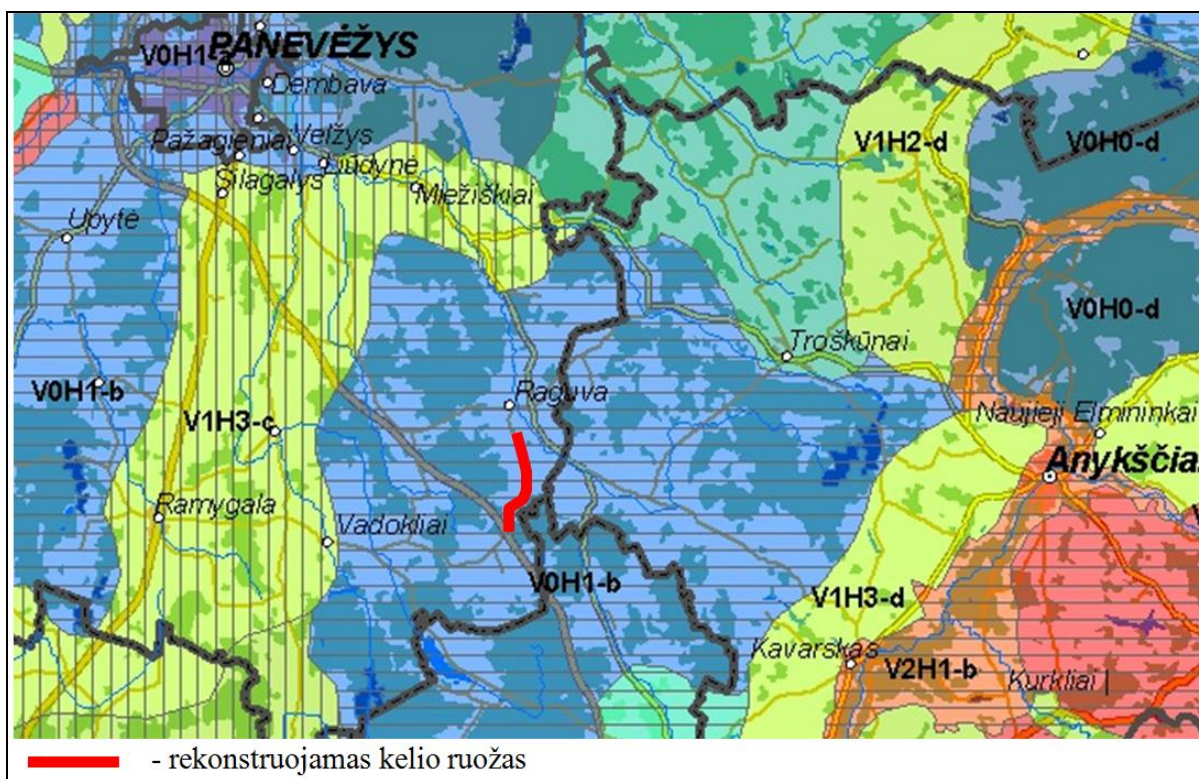 V0H1-a
PANEVĖŽYS
Dembava
Pažagieniai
Velžys
Liūdynė
Šilagalys
Miežiškiai
V1H2-d
V0H0-d
Upytė
Troškūnai
V0H0-d
V0H1-b
Raguva
V1H3-c
Naujieji Elmininkai
Anykščiai
Ramygala
Vadokliai
V0H1-b
V1H3-d
Kavarskas
V2H1-b
Kurkliai I
- rekonstruojamas kelio ruožas